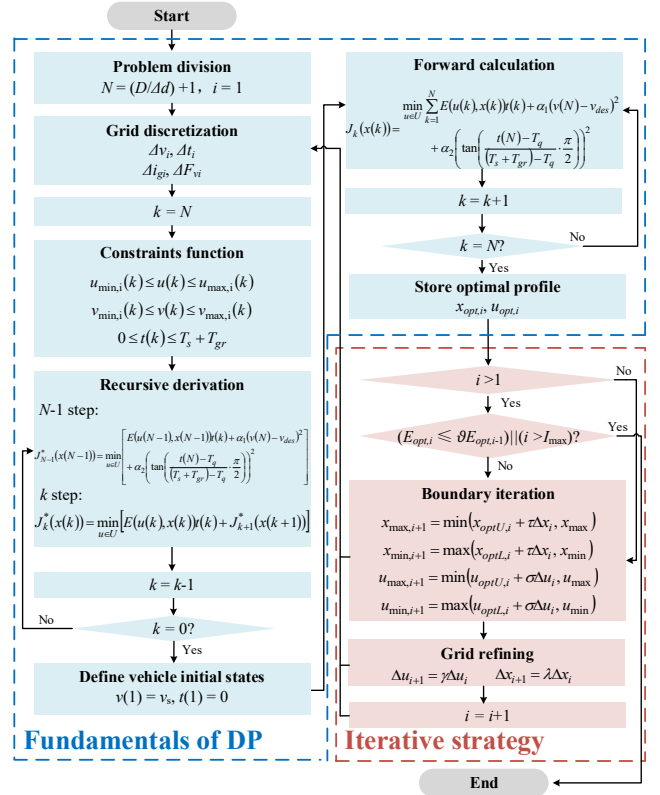 Start
Problem division
N = (D/Δd) +1, i = 1
Grid discretization
Δv_i, Δt_i
Δi_gi, ΔF_vi
k = N
Constraints function
u_min,i(k) ≤ u(k) ≤ u_max,i(k)
v_min,i(k) ≤ v(k) ≤ v_max,i(k)
0 ≤ t(k) ≤ T_s + T_gr
Recursive derivation
N-1 step:
J*_{N-1}(x(N−1)) = min_{u∈U} [ E(u(N−1), x(N−1))t(k) + α₁(v(N) − v_des)²
+ α₂ ( tan( (t(N) − T_q) / ((T_s + T_gr) − T_q) · π/2 ) )² ]
k step:
J*_k(x(k)) = min_{u∈U} [E(u(k), x(k))t(k) + J*_{k+1}(x(k+1))]
k = k-1
No
k = 0?
Yes
Define vehicle initial states
v(1) = v_s, t(1) = 0
Fundamentals of DP
Forward calculation
J_k(x(k)) = min_{u∈U} Σ_{k=1}^{N} E(u(k), x(k))t(k) + α₁(v(N) − v_des)²
+ α₂ ( tan( (t(N) − T_q) / ((T_s + T_gr) − T_q) · π/2 ) )²
k = k+1
k = N?
No
Yes
Store optimal profile
x_opt,i, u_opt,i
i >1
No
Yes
(E_opt,i ≤ ϑE_opt,i-1)||(i >I_max)?
Yes
No
Boundary iteration
x_max,i+1 = min(x_optU,i + τΔx_i, x_max)
x_min,i+1 = max(x_optL,i + τΔx_i, x_min)
u_max,i+1 = min(u_optU,i + σΔu_i, u_max)
u_min,i+1 = max(u_optL,i + σΔu_i, u_min)
Grid refining
Δu_i+1 = γΔu_i Δx_i+1 = λΔx_i
i = i+1
Iterative strategy
End